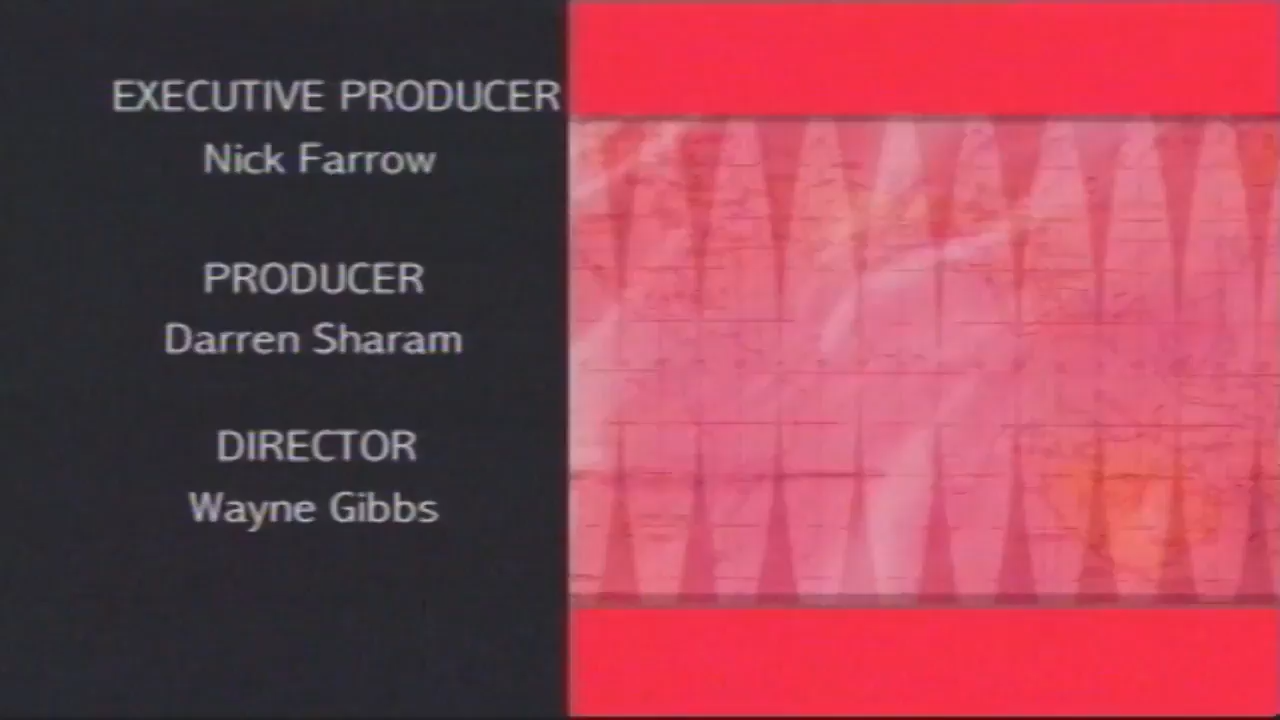 EXECUTIVE PRODUCER
Nick Farrow
PRODUCER
Darren Sharam
DIRECTOR
Wayne Gibbs